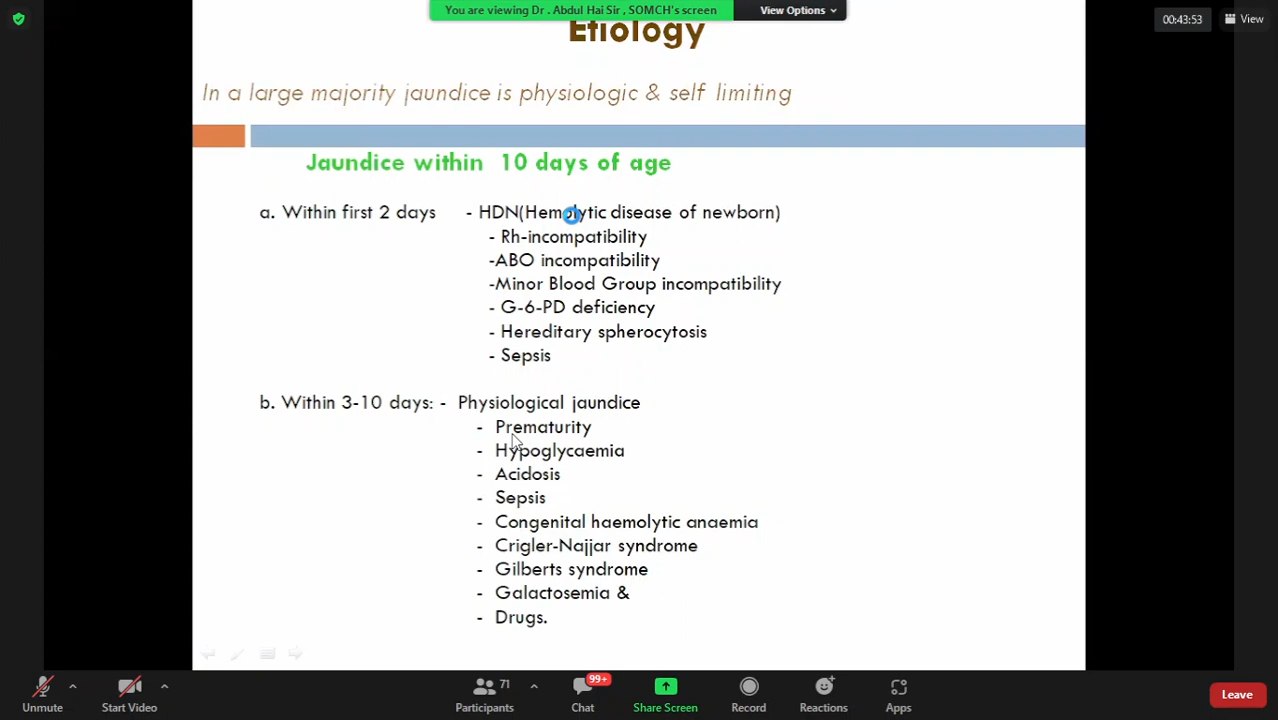 You are viewing Dr . Abdul Hai Sir , SOMCH's screen
View Options
00:43:53
View
Etiology
In a large majority jaundice is physiologic & self limiting
Jaundice within 10 days of age
a. Within first 2 days - HDN(Hemolytic disease of newborn)
- Rh-incompatibility
-ABO incompatibility
-Minor Blood Group incompatibility
- G-6-PD deficiency
- Hereditary spherocytosis
- Sepsis
b. Within 3-10 days: - Physiological jaundice
- Prematurity
- Hypoglycaemia
- Acidosis
- Sepsis
- Congenital haemolytic anaemia
- Crigler-Najjar syndrome
- Gilberts syndrome
- Galactosemia &
- Drugs.
71
99+
Unmute
Start Video
Participants
Chat
Share Screen
Record
Reactions
Apps
Leave